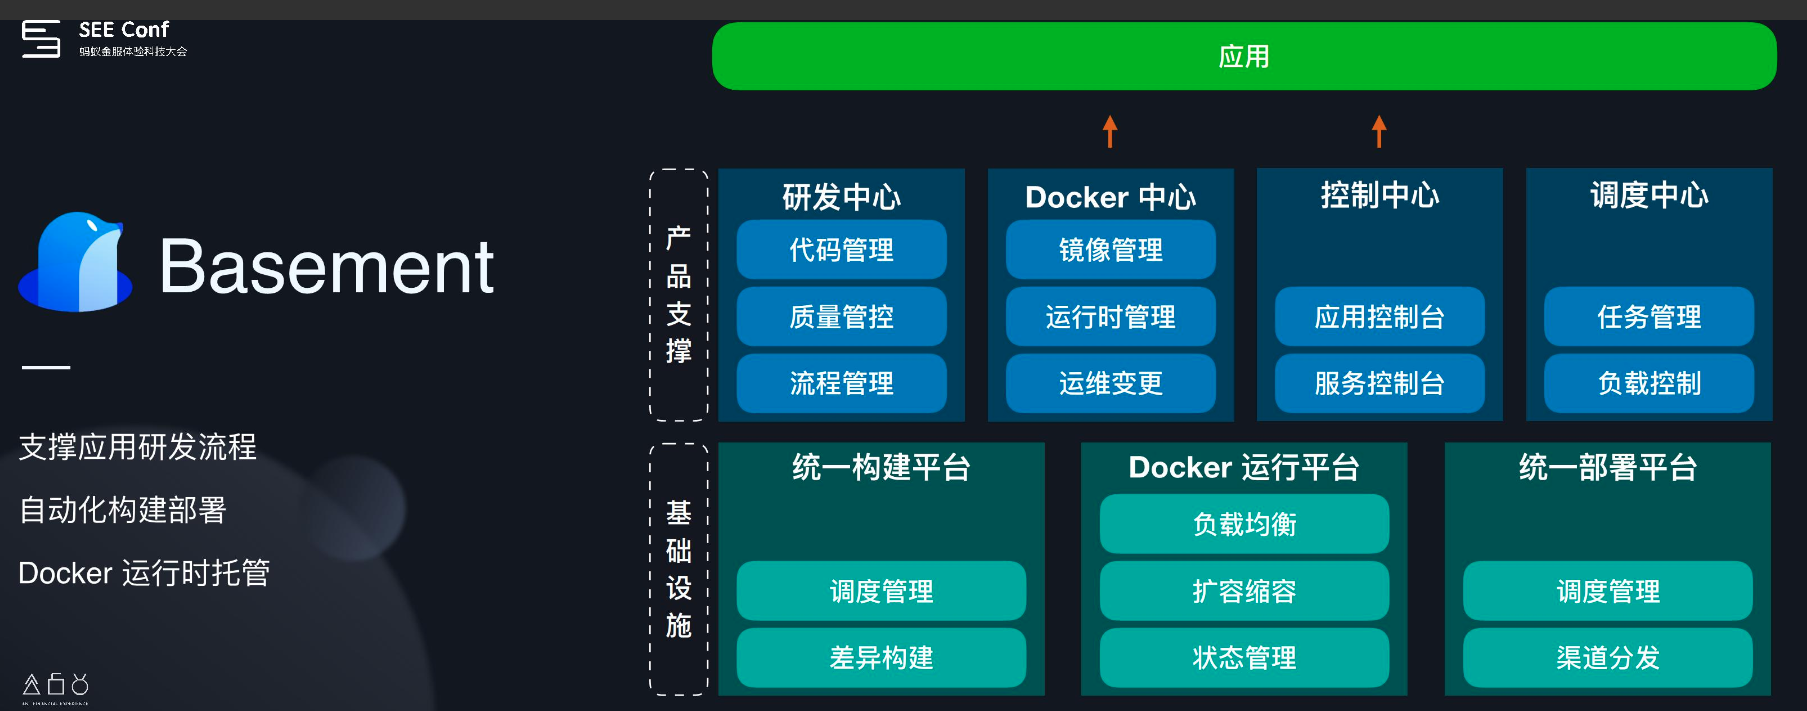 SEE Conf
蚂蚁金服体验科技大会
Basement
支撑应用研发流程
自动化构建部署
Docker 运行时托管
应用
产品支撑
研发中心
代码管理
质量管控
流程管理
Docker 中心
镜像管理
运行时管理
运维变更
控制中心
应用控制台
服务控制台
调度中心
任务管理
负载控制
基础设施
统一构建平台
调度管理
差异构建
Docker 运行平台
负载均衡
扩容缩容
状态管理
统一部署平台
调度管理
渠道分发